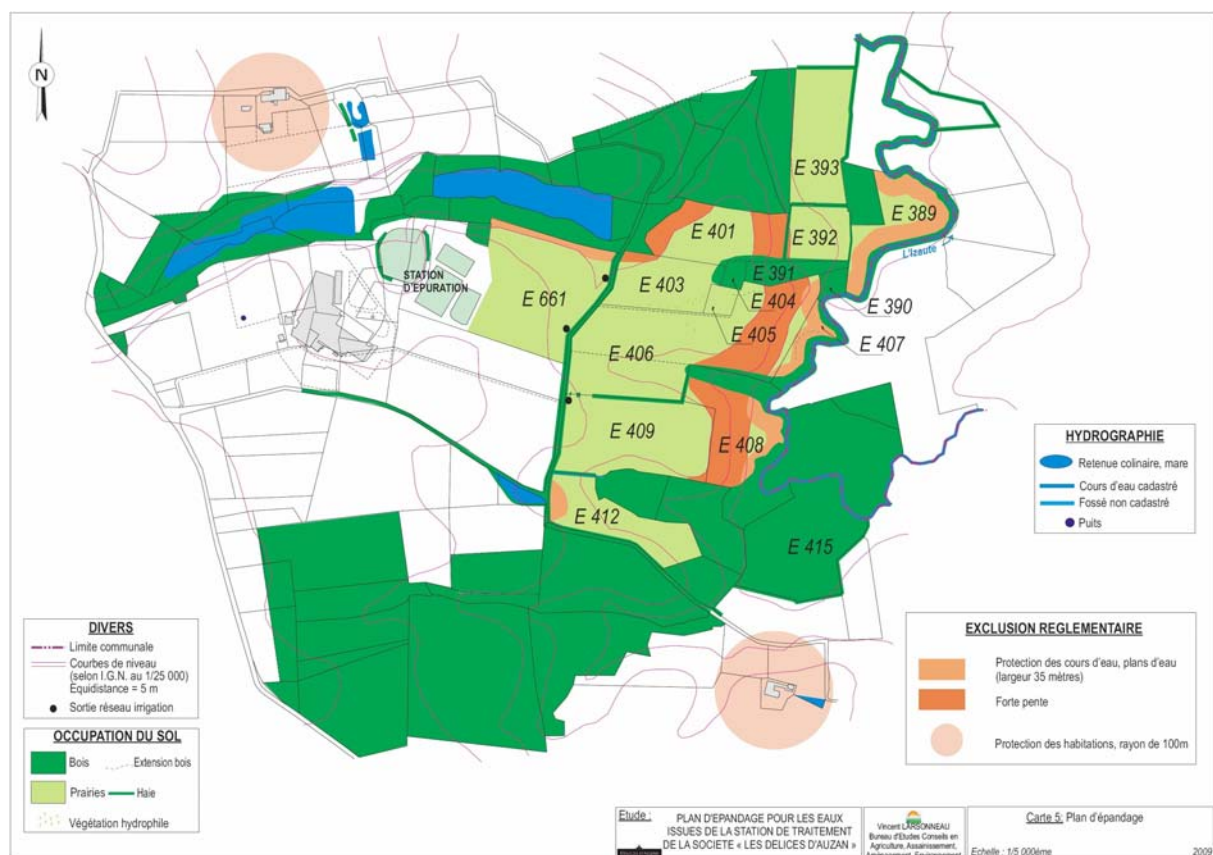 N
E 393
E 389
E 401
E 392
L'Izaute
STATION
D'EPURATION
E 391
E 403
E 404
E 390
E 661
E 405
E 407
E 406
E 409
E 408
E 412
E 415
HYDROGRAPHIE
Retenue colinaire, mare
Cours d'eau cadastré
Fossé non cadastré
Puits
DIVERS
Limite communale
Courbes de niveau
(selon I.G.N. au 1/25 000)
Équidistance = 5 m
Sortie réseau irrigation
OCCUPATION DU SOL
Bois Extension bois
Prairies Haie
Végétation hydrophile
EXCLUSION REGLEMENTAIRE
Protection des cours d'eau, plans d'eau
(largeur 35 mètres)
Forte pente
Protection des habitations, rayon de 100m
Etude :
PLAN D'EPANDAGE POUR LES EAUX
ISSUES DE LA STATION DE TRAITEMENT
DE LA SOCIETE « LES DELICES D'AUZAN »
Vincent LARSONNEAU
Bureau d'Etudes Conseils en
Agriculture, Assainissement,
Aménagement, Environnement
Carte 5: Plan d'épandage
Echelle : 1/5 000ème 2009